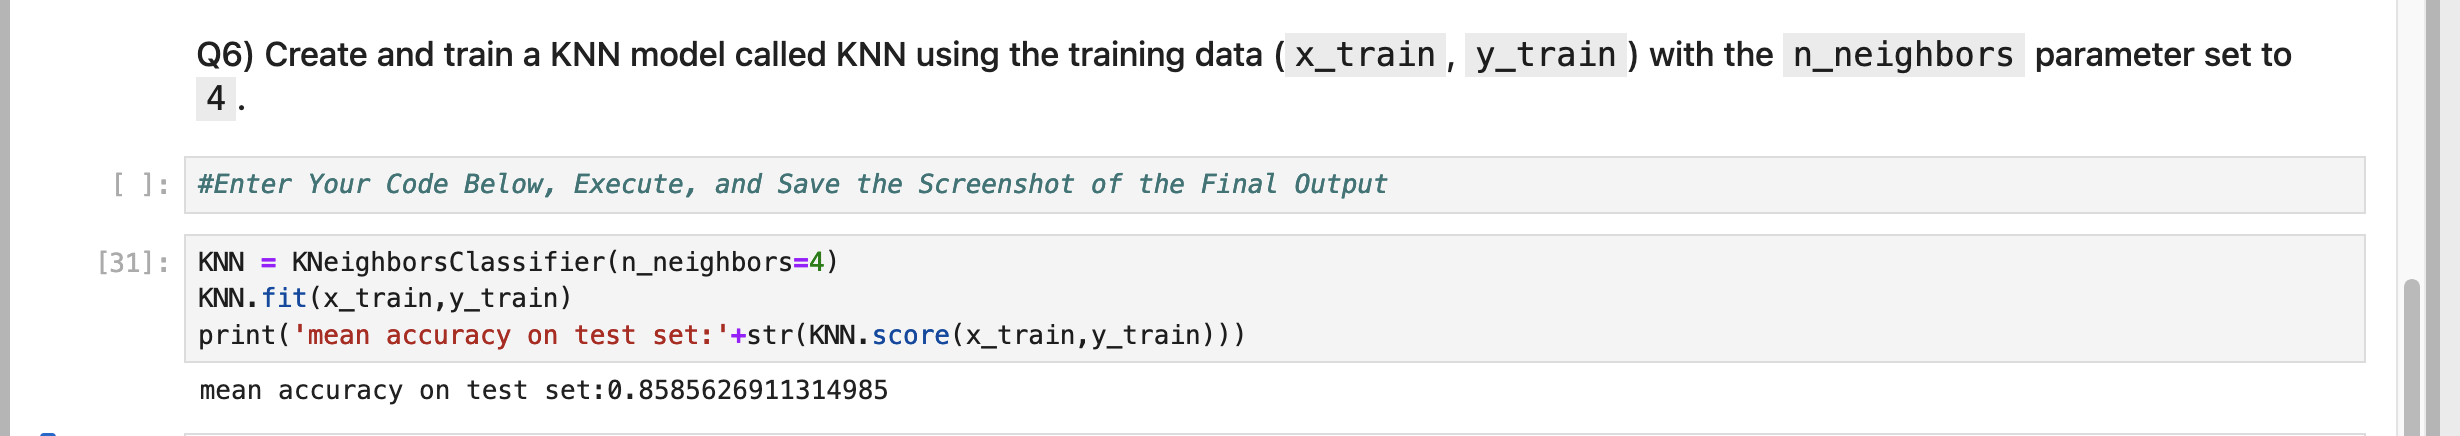 Q6) Create and train a KNN model called KNN using the training data ( x_train , y_train ) with the n_neighbors parameter set to
4 .
[ ]: #Enter Your Code Below, Execute, and Save the Screenshot of the Final Output
[31]: KNN = KNeighborsClassifier(n_neighbors=4)
KNN.fit(x_train,y_train)
print('mean accuracy on test set:'+str(KNN.score(x_train,y_train)))
mean accuracy on test set:0.8585626911314985